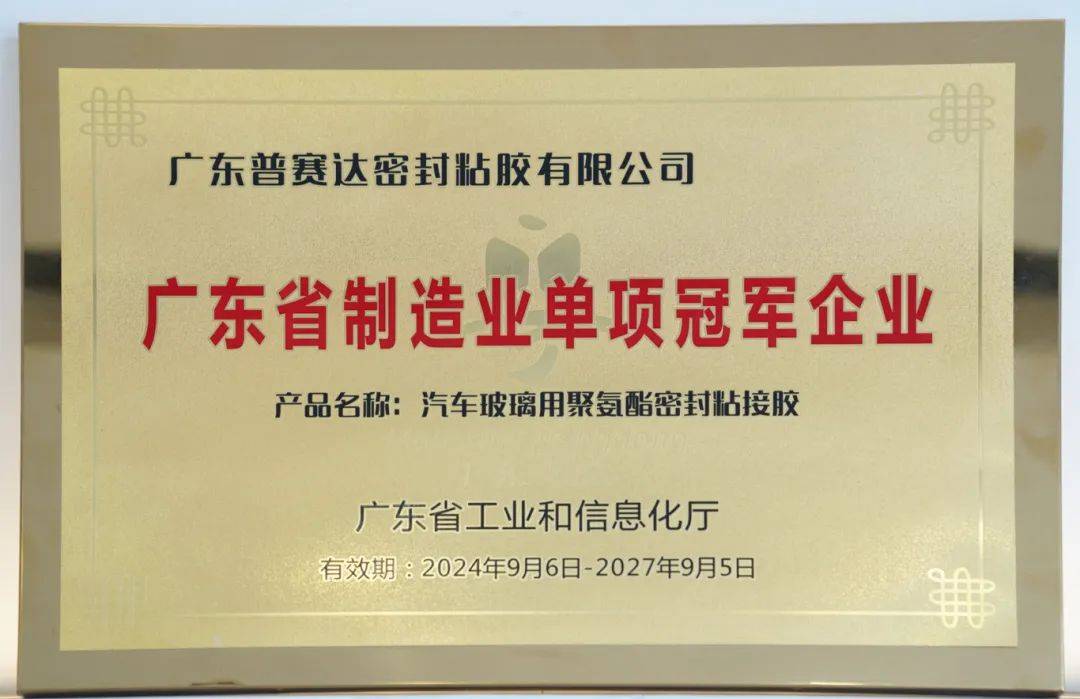 广东普赛达密封粘胶有限公司
广东省制造业单项冠军企业
产品名称：汽车玻璃用聚氨酯密封粘接胶
广东省工业和信息化厅
有效期：2024年9月6日-2027年9月5日